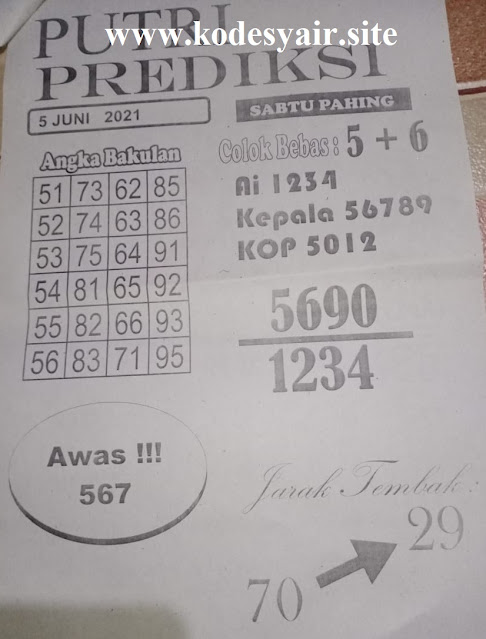 PUTRI
www.kodesyair.site
PREDIKSI
5 JUNI 2021
SABTU PAHING
Angka Bakulan
51 73 62 85
52 74 63 86
53 75 64 91
54 81 65 92
55 82 66 93
56 83 71 95
Colok Bebas : 5 + 6
Ai 1234
Kepala 56789
KOP 5012
5690
1234
Awas !!!
567
Jarak Tembak :
29
70